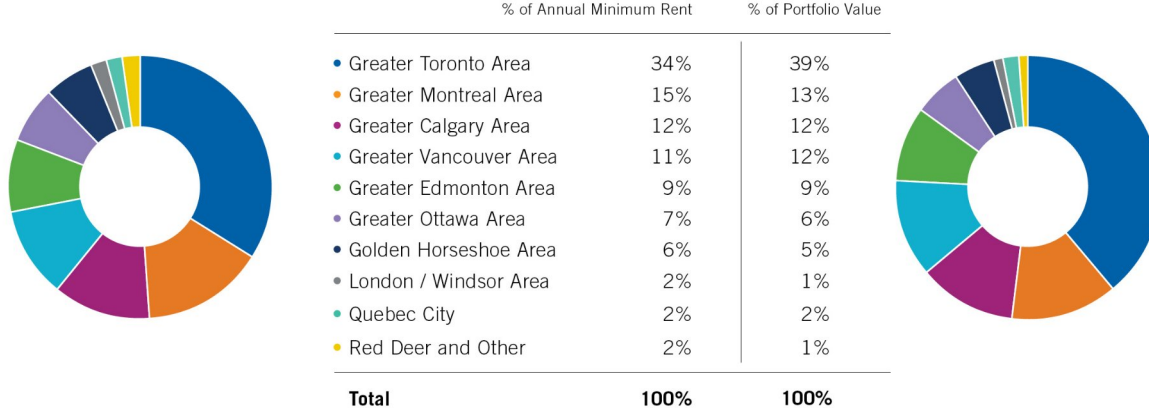 % of Annual Minimum Rent % of Portfolio Value
Greater Toronto Area 34% 39%
Greater Montreal Area 15% 13%
Greater Calgary Area 12% 12%
Greater Vancouver Area 11% 12%
Greater Edmonton Area 9% 9%
Greater Ottawa Area 7% 6%
Golden Horseshoe Area 6% 5%
London / Windsor Area 2% 1%
Quebec City 2% 2%
Red Deer and Other 2% 1%
Total 100% 100%